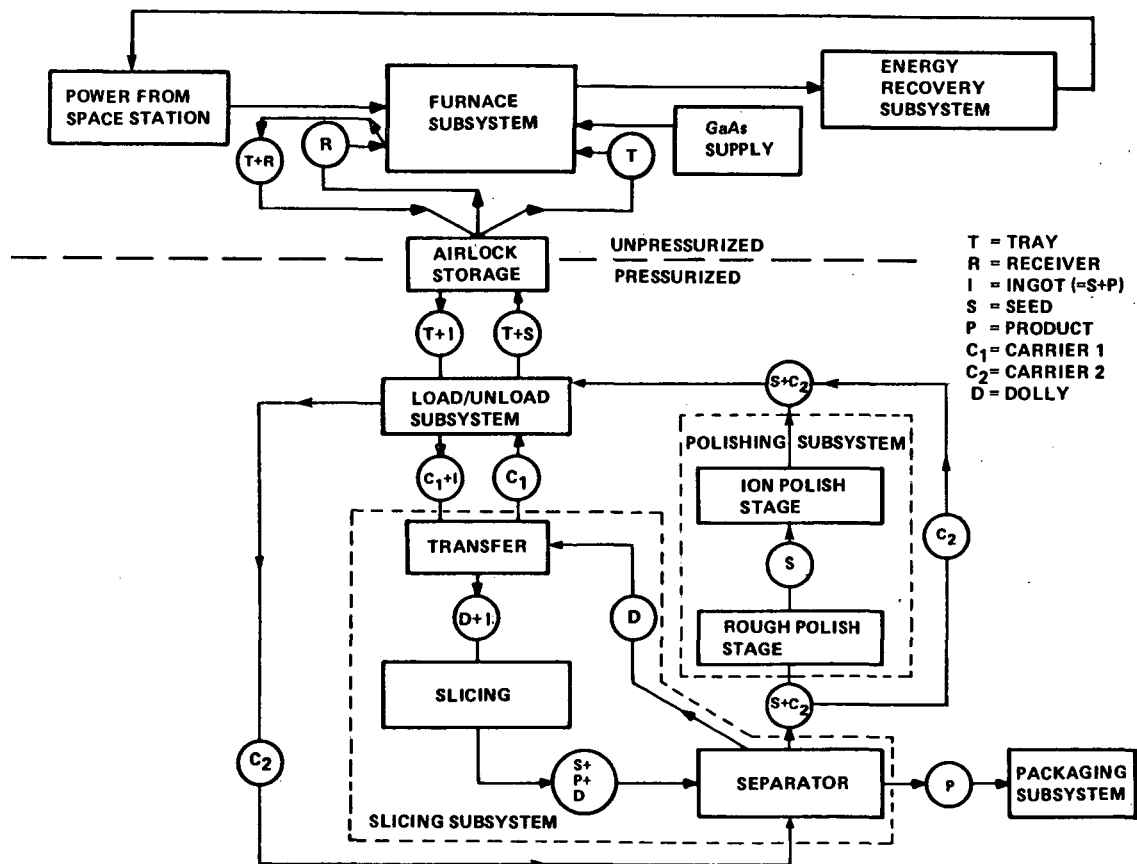 POWER FROM
SPACE STATION
FURNACE
SUBSYSTEM
ENERGY
RECOVERY
SUBSYSTEM
GaAs
SUPPLY
T+R
R
T
AIRLOCK
STORAGE
UNPRESSURIZED
PRESSURIZED
T = TRAY
R = RECEIVER
I = INGOT (=S+P)
S = SEED
P = PRODUCT
C1 = CARRIER 1
C2 = CARRIER 2
D = DOLLY
T+I
T+S
LOAD/UNLOAD
SUBSYSTEM
S+C2
C1+I
C1
POLISHING SUBSYSTEM
ION POLISH
STAGE
C2
S
TRANSFER
D+I
D
ROUGH POLISH
STAGE
SLICING
S+C2
C2
S+
P+
D
SEPARATOR
P
PACKAGING
SUBSYSTEM
SLICING SUBSYSTEM